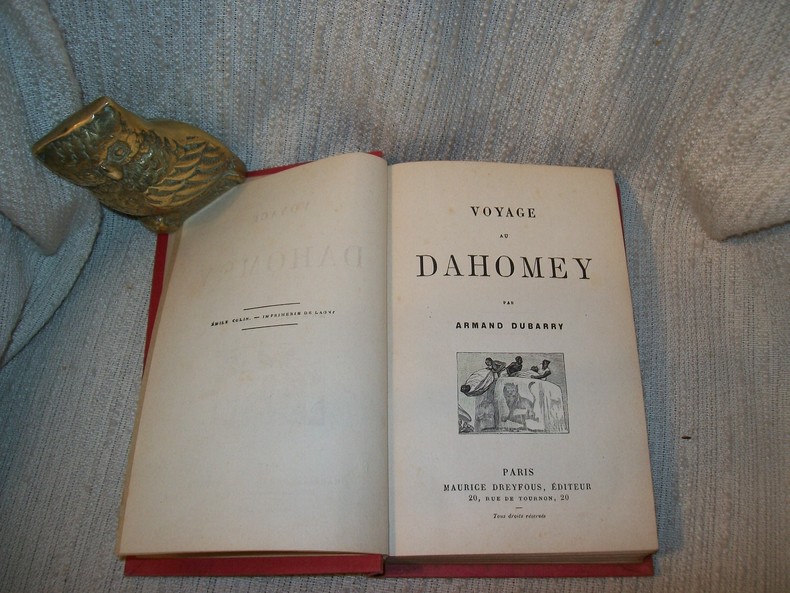 ÉMILE COLIN. — IMPRIMERIE DE LAGNY
VOYAGE
AU
DAHOMEY
PAR
ARMAND DUBARRY
PARIS
MAURICE DREYFOUS, ÉDITEUR
20, RUE DE TOURNON, 20
Tous droits réservés